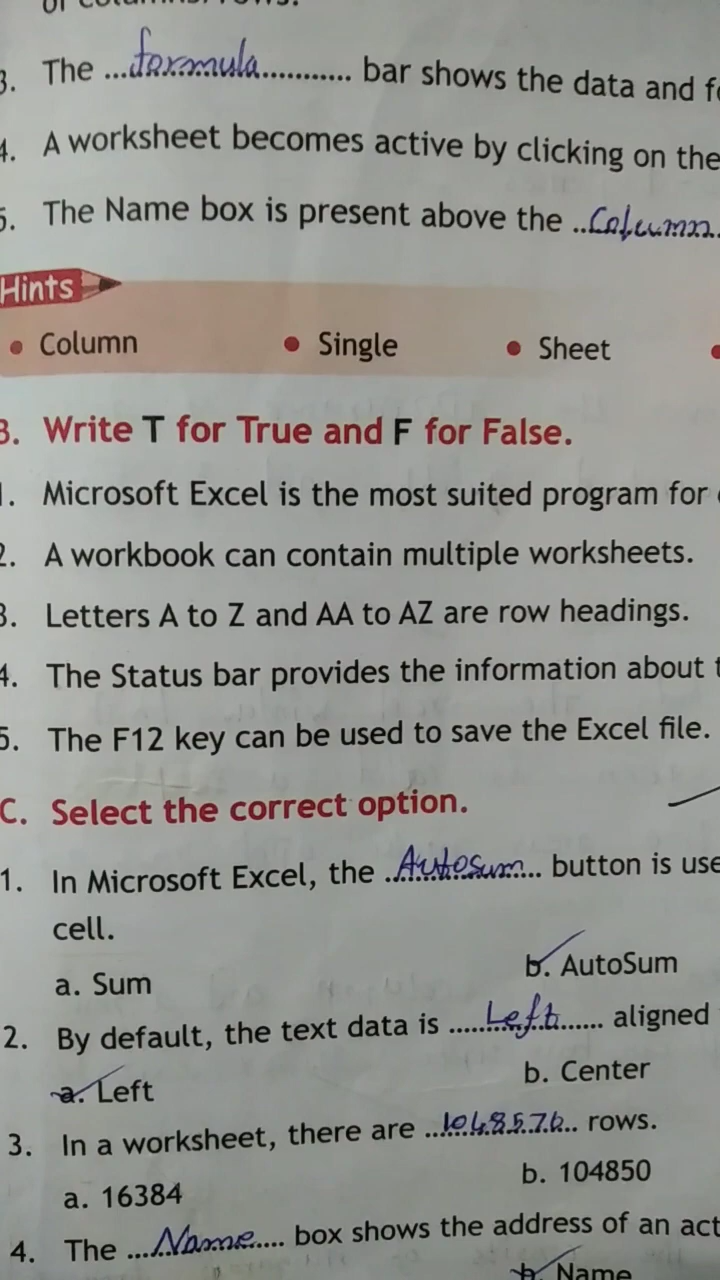 3. The ...formula............ bar shows the data and f
4. A worksheet becomes active by clicking on the
5. The Name box is present above the ..Column.
Hints
• Column • Single • Sheet •
B. Write T for True and F for False.
1. Microsoft Excel is the most suited program for
2. A workbook can contain multiple worksheets.
3. Letters A to Z and AA to AZ are row headings.
4. The Status bar provides the information about t
5. The F12 key can be used to save the Excel file.
C. Select the correct option.
1. In Microsoft Excel, the ..Autosum... button is use
cell.
a. Sum b. AutoSum
2. By default, the text data is ......Left....... aligned
a. Left b. Center
3. In a worksheet, there are ..1048576.. rows.
a. 16384 b. 104850
4. The ...Name.... box shows the address of an act
b. Name